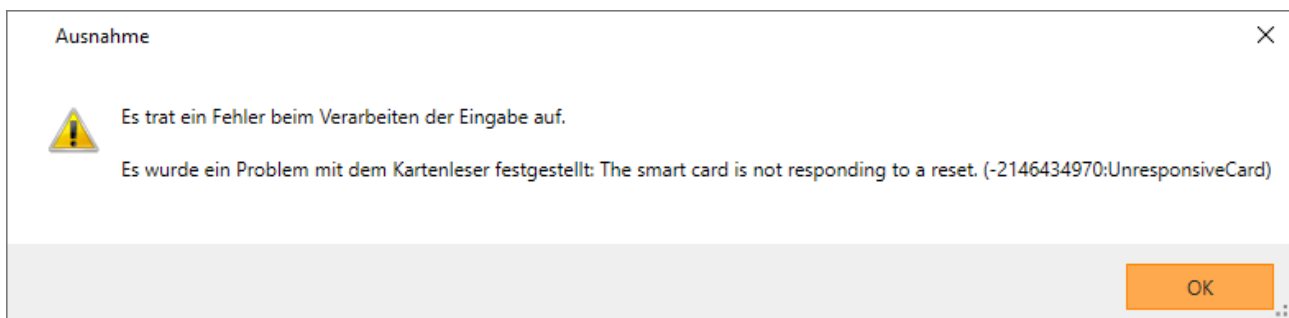 Ausnahme
Es trat ein Fehler beim Verarbeiten der Eingabe auf.
Es wurde ein Problem mit dem Kartenleser festgestellt: The smart card is not responding to a reset. (-2146434970:UnresponsiveCard)
OK